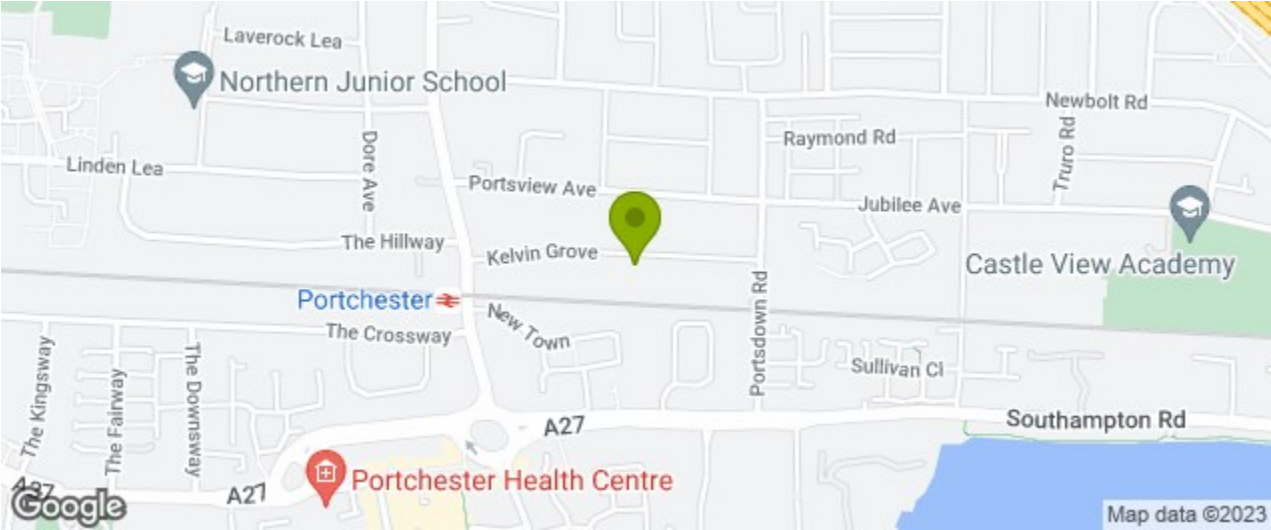 Laverock Lea
Northern Junior School
Newbolt Rd
Raymond Rd
Truro Rd
Dore Ave
Linden Lea
Portsview Ave
Jubilee Ave
The Hillway
Kelvin Grove
Castle View Academy
Portchester
New Town
The Crossway
Portsdown Rd
Sullivan Cl
The Kingsway
The Fairway
The Downsway
A27
Southampton Rd
Portchester Health Centre
A27
A27
Google
Map data ©2023